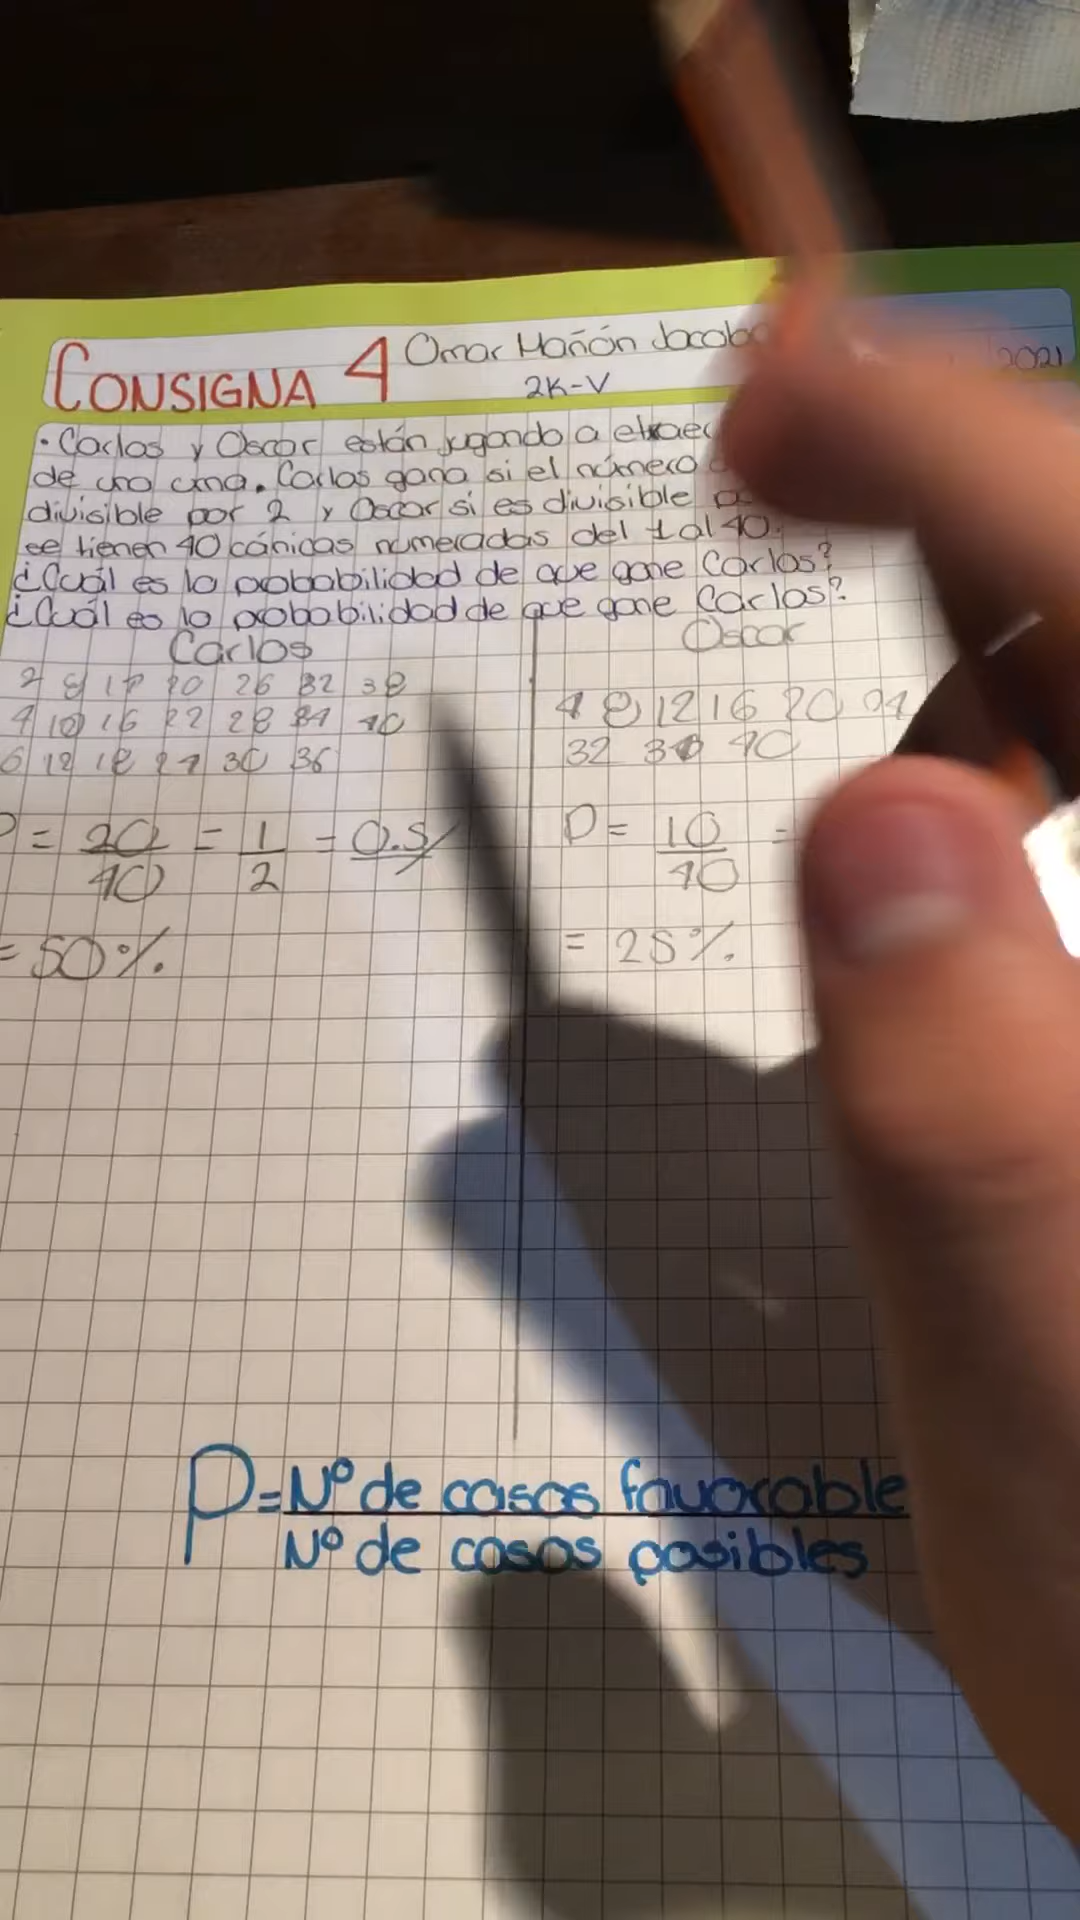 CONSIGNA 4 Omar Mañón Jacobo
2K-V 2021
· Carlos y Oscar están jugando a etraer
de una urna. Carlos gana si el número
divisible por 2 y Oscar si es divisible
se tienen 40 cánicas numeradas del 1 al 40.
¿Cuál es la probabilidad de que gane Carlos?
¿Cuál es la probabilidad de que gane Carlos?
Carlos
2 8 14 20 26 32 38
4 10 16 22 28 34 40
6 12 18 24 30 36
P = 20/40 = 1/2 = 0.5
= 50%.
Oscar
4 8 12 16 20 24
32 36 40
P = 10/40 =
= 25%.
P = Nº de casos favorable
Nº de casos posibles